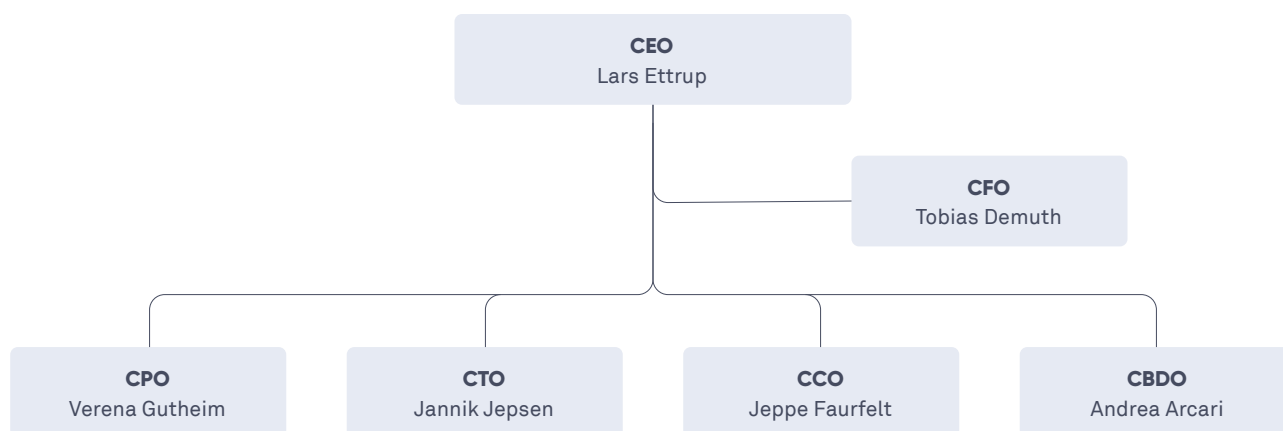 CEO
Lars Ettrup
CFO
Tobias Demuth
CPO
Verena Gutheim
CTO
Jannik Jepsen
CCO
Jeppe Faurfelt
CBDO
Andrea Arcari